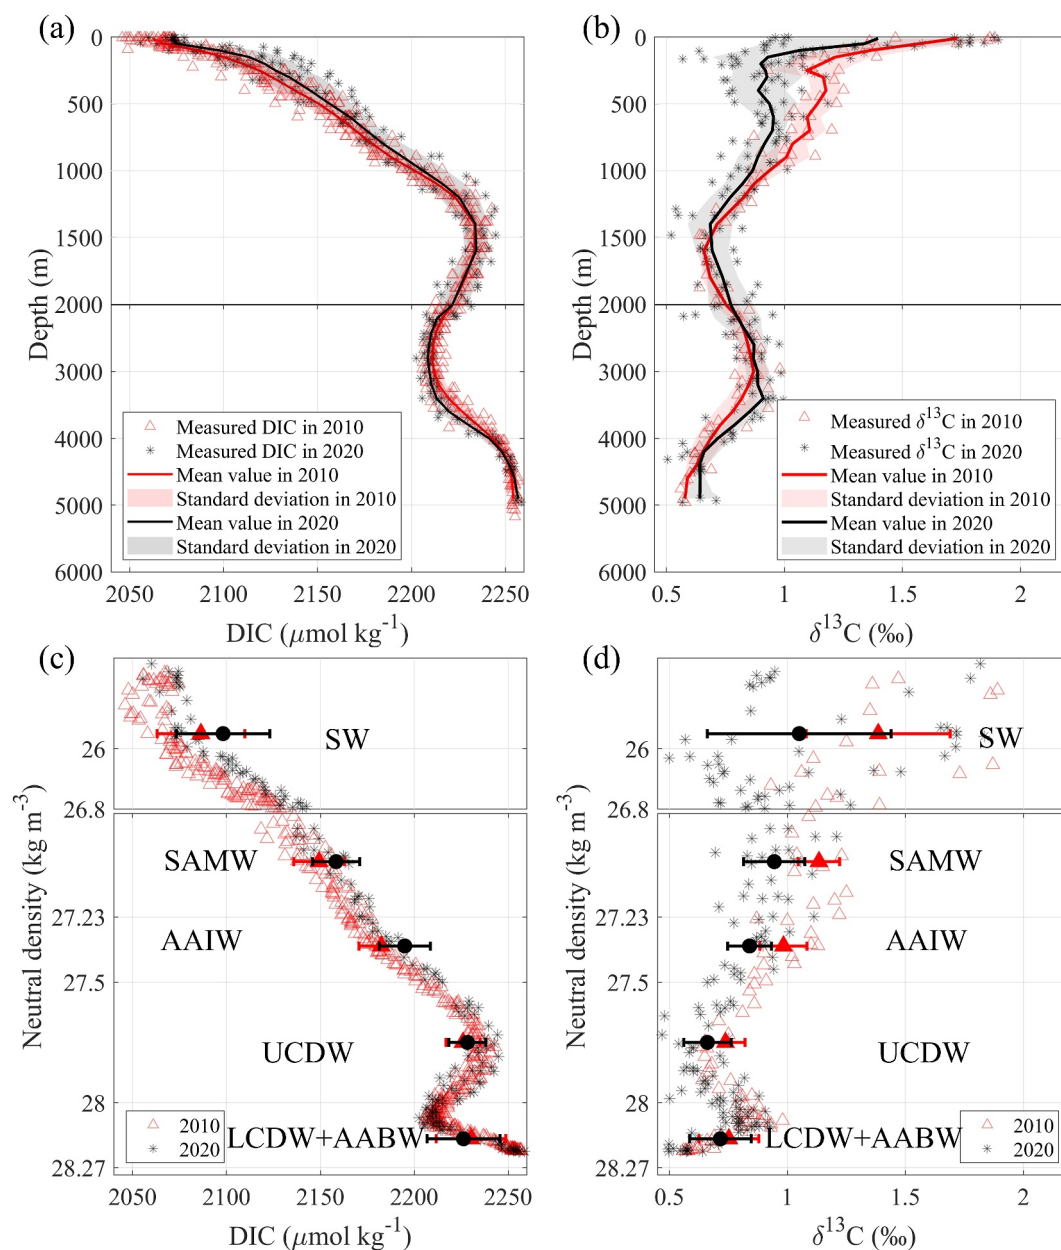 (a)
0
500
1000
1500
2000
3000
4000
5000
6000
Depth (m)
Measured DIC in 2010
Measured DIC in 2020
Mean value in 2010
Standard deviation in 2010
Mean value in 2020
Standard deviation in 2020
2050 2100 2150 2200 2250
DIC (μmol kg⁻¹)
(b)
0
500
1000
1500
2000
3000
4000
5000
6000
Depth (m)
Measured δ¹³C in 2010
Measured δ¹³C in 2020
Mean value in 2010
Standard deviation in 2010
Mean value in 2020
Standard deviation in 2020
0.5 1 1.5 2
δ¹³C (‰)
(c)
26
26.8
27.23
27.5
28
28.27
Neutral density (kg m⁻³)
SW
SAMW
AAIW
UCDW
LCDW+AABW
2010
2020
2050 2100 2150 2200 2250
DIC (μmol kg⁻¹)
(d)
26
26.8
27.23
27.5
28
28.27
Neutral density (kg m⁻³)
SW
SAMW
AAIW
UCDW
LCDW+AABW
2010
2020
0.5 1 1.5 2
δ¹³C (‰)